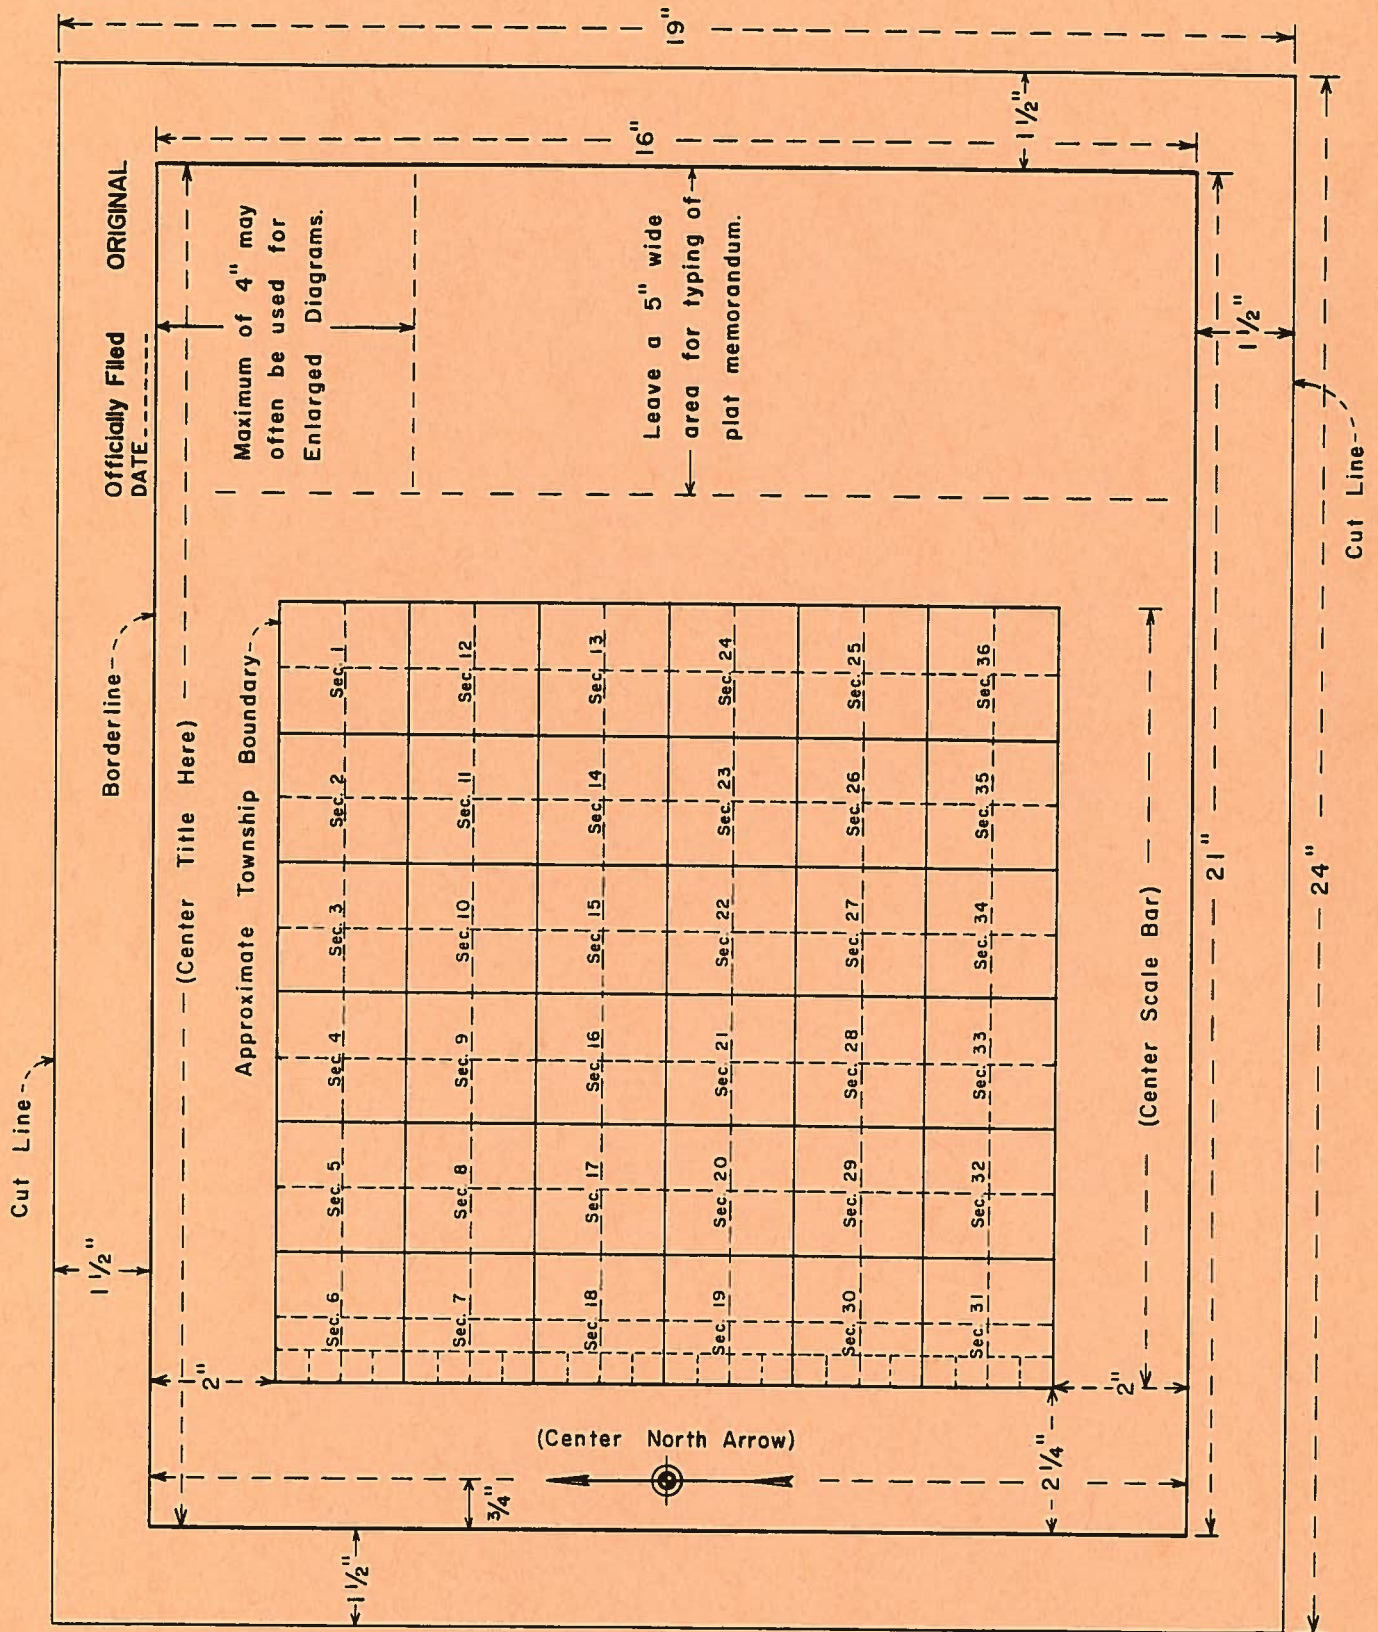 Cut Line
1 1/2"
Borderline
Officially Filed ORIGINAL
DATE--------
(Center Title Here)
2"
Approximate Township Boundary
Maximum of 4" may
often be used for
Enlarged Diagrams.
Sec. 6 Sec. 5 Sec. 4 Sec. 3 Sec. 2 Sec. 1
1 1/2"
Sec. 7 Sec. 8 Sec. 9 Sec. 10 Sec. 11 Sec. 12
3/4"
Sec. 18 Sec. 17 Sec. 16 Sec. 15 Sec. 14 Sec. 13
(Center North Arrow)
16"
19"
Leave a 5" wide
area for typing of
plat memorandum.
Sec. 19 Sec. 20 Sec. 21 Sec. 22 Sec. 23 Sec. 24
Sec. 30 Sec. 29 Sec. 28 Sec. 27 Sec. 26 Sec. 25
Sec. 31 Sec. 32 Sec. 33 Sec. 34 Sec. 35 Sec. 36
1 1/2"
2 1/4"
2"
(Center Scale Bar)
21"
1 1/2"
24"
Cut Line